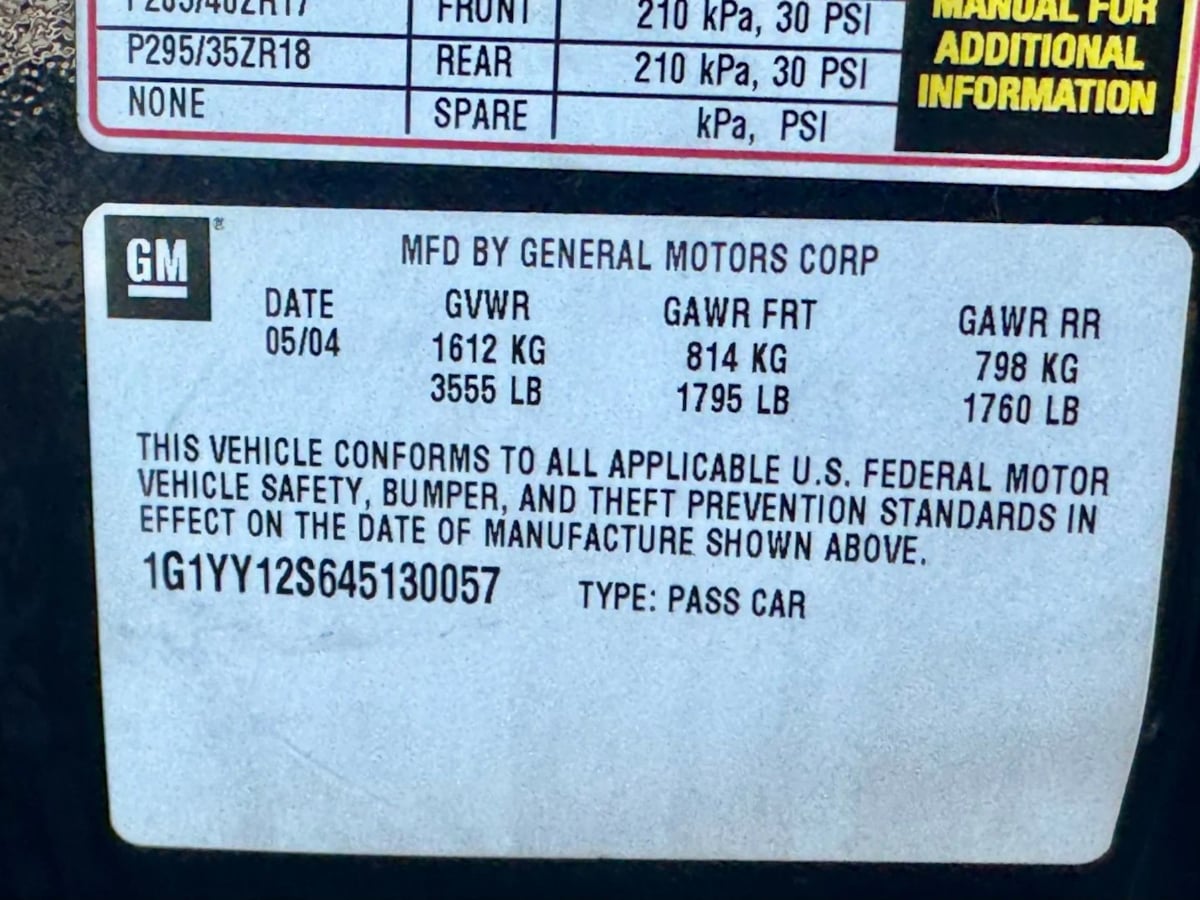 P265/40ZR17 FRONT 210 kPa, 30 PSI
P295/35ZR18 REAR 210 kPa, 30 PSI
NONE SPARE kPa, PSI
MANUAL FOR
ADDITIONAL
INFORMATION
GM ®
MFD BY GENERAL MOTORS CORP
DATE GVWR GAWR FRT GAWR RR
05/04 1612 KG 814 KG 798 KG
3555 LB 1795 LB 1760 LB
THIS VEHICLE CONFORMS TO ALL APPLICABLE U.S. FEDERAL MOTOR
VEHICLE SAFETY, BUMPER, AND THEFT PREVENTION STANDARDS IN
EFFECT ON THE DATE OF MANUFACTURE SHOWN ABOVE.
1G1YY12S645130057 TYPE: PASS CAR